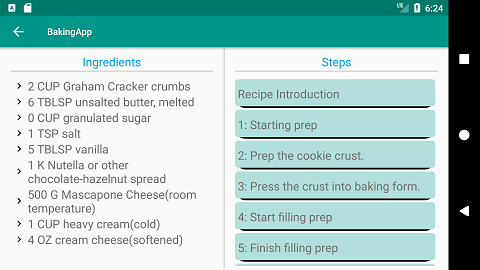 LTE 6:24
BakingApp
Ingredients
2 CUP Graham Cracker crumbs
6 TBLSP unsalted butter, melted
0 CUP granulated sugar
1 TSP salt
5 TBLSP vanilla
1 K Nutella or other
chocolate-hazelnut spread
500 G Mascapone Cheese(room
temperature)
1 CUP heavy cream(cold)
4 OZ cream cheese(softened)
Steps
Recipe Introduction
1: Starting prep
2: Prep the cookie crust.
3: Press the crust into baking form.
4: Start filling prep
5: Finish filling prep